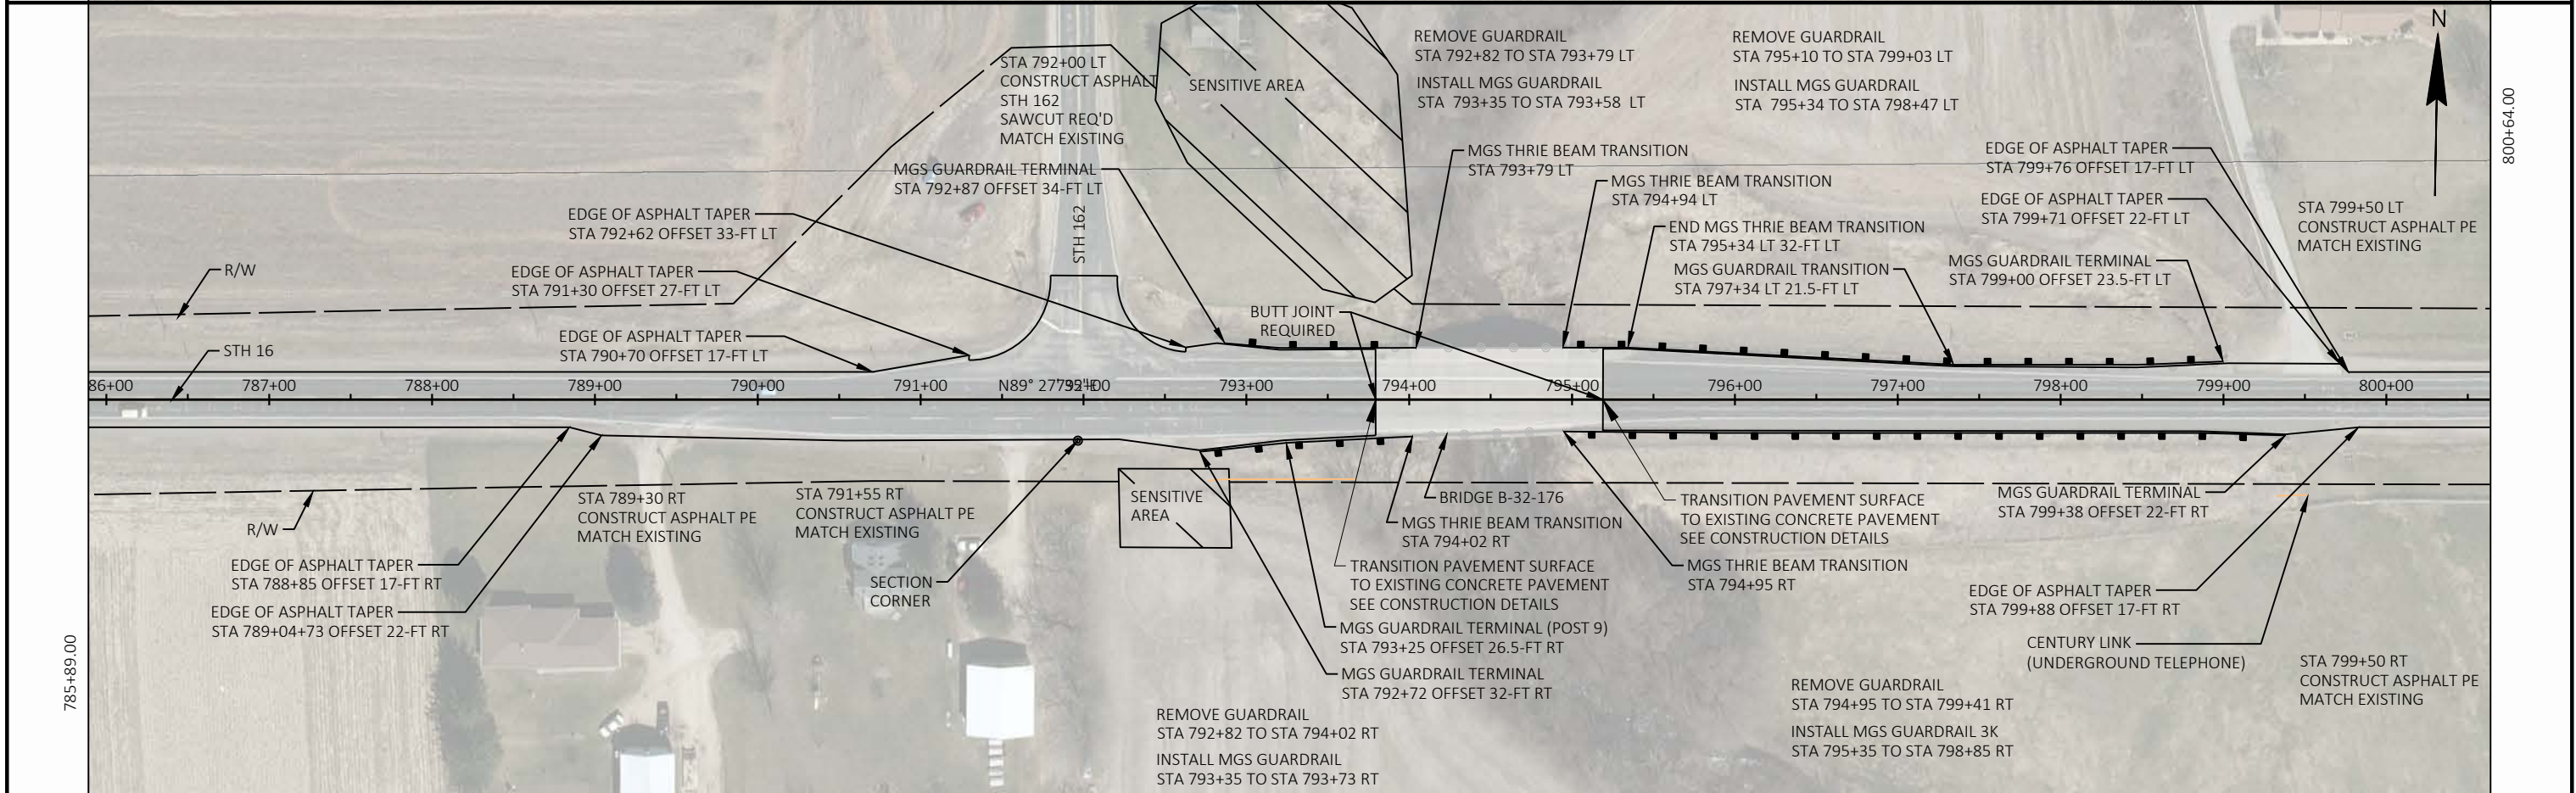 REMOVE GUARDRAIL
STA 792+82 TO STA 793+79 LT
INSTALL MGS GUARDRAIL
STA 793+35 TO STA 793+58 LT
REMOVE GUARDRAIL
STA 795+10 TO STA 799+03 LT
INSTALL MGS GUARDRAIL
STA 795+34 TO STA 798+47 LT
N
STA 792+00 LT
CONSTRUCT ASPHALT
STH 162
SAWCUT REQ'D
MATCH EXISTING
SENSITIVE AREA
800+64.00
MGS GUARDRAIL TERMINAL
STA 792+87 OFFSET 34-FT LT
MGS THRIE BEAM TRANSITION
STA 793+79 LT
MGS THRIE BEAM TRANSITION
STA 794+94 LT
EDGE OF ASPHALT TAPER
STA 799+76 OFFSET 17-FT LT
EDGE OF ASPHALT TAPER
STA 799+71 OFFSET 22-FT LT
STA 799+50 LT
CONSTRUCT ASPHALT PE
MATCH EXISTING
EDGE OF ASPHALT TAPER
STA 792+62 OFFSET 33-FT LT
STH 162
END MGS THRIE BEAM TRANSITION
STA 795+34 LT 32-FT LT
MGS GUARDRAIL TRANSITION
STA 797+34 LT 21.5-FT LT
MGS GUARDRAIL TERMINAL
STA 799+00 OFFSET 23.5-FT LT
R/W
EDGE OF ASPHALT TAPER
STA 791+30 OFFSET 27-FT LT
BUTT JOINT
REQUIRED
EDGE OF ASPHALT TAPER
STA 790+70 OFFSET 17-FT LT
STH 16
86+00
787+00
788+00
789+00
790+00
791+00
793+00
794+00
795+00
796+00
797+00
798+00
799+00
800+00
R/W
STA 789+30 RT
CONSTRUCT ASPHALT PE
MATCH EXISTING
STA 791+55 RT
CONSTRUCT ASPHALT PE
MATCH EXISTING
SENSITIVE
AREA
BRIDGE B-32-176
MGS THRIE BEAM TRANSITION
STA 794+02 RT
TRANSITION PAVEMENT SURFACE
TO EXISTING CONCRETE PAVEMENT
SEE CONSTRUCTION DETAILS
MGS GUARDRAIL TERMINAL
STA 799+38 OFFSET 22-FT RT
EDGE OF ASPHALT TAPER
STA 788+85 OFFSET 17-FT RT
EDGE OF ASPHALT TAPER
STA 789+04+73 OFFSET 22-FT RT
SECTION
CORNER
TRANSITION PAVEMENT SURFACE
TO EXISTING CONCRETE PAVEMENT
SEE CONSTRUCTION DETAILS
MGS THRIE BEAM TRANSITION
STA 794+95 RT
EDGE OF ASPHALT TAPER
STA 799+88 OFFSET 17-FT RT
MGS GUARDRAIL TERMINAL (POST 9)
STA 793+25 OFFSET 26.5-FT RT
MGS GUARDRAIL TERMINAL
STA 792+72 OFFSET 32-FT RT
CENTURY LINK
(UNDERGROUND TELEPHONE)
785+89.00
REMOVE GUARDRAIL
STA 792+82 TO STA 794+02 RT
INSTALL MGS GUARDRAIL
STA 793+35 TO STA 793+73 RT
REMOVE GUARDRAIL
STA 794+95 TO STA 799+41 RT
INSTALL MGS GUARDRAIL 3K
STA 795+35 TO STA 798+85 RT
STA 799+50 RT
CONSTRUCT ASPHALT PE
MATCH EXISTING